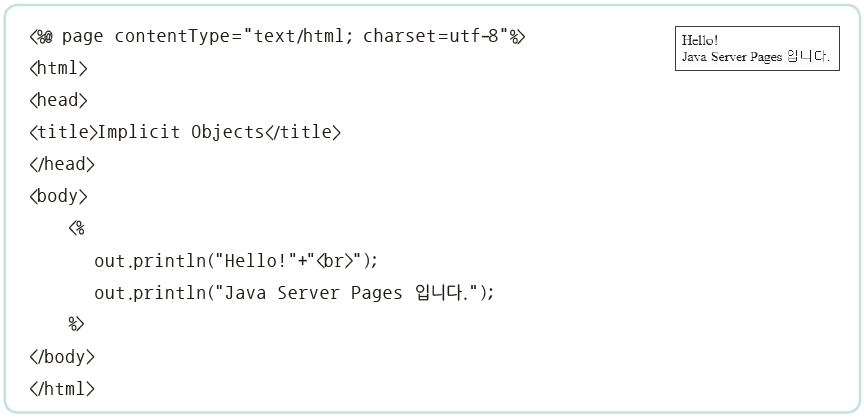 <%@ page contentType="text/html; charset=utf-8"%>
<html>
<head>
<title>Implicit Objects</title>
</head>
<body>
<%
out.println("Hello!"+"<br>");
out.println("Java Server Pages 입니다.");
%>
</body>
</html>
Hello!
Java Server Pages 입니다.